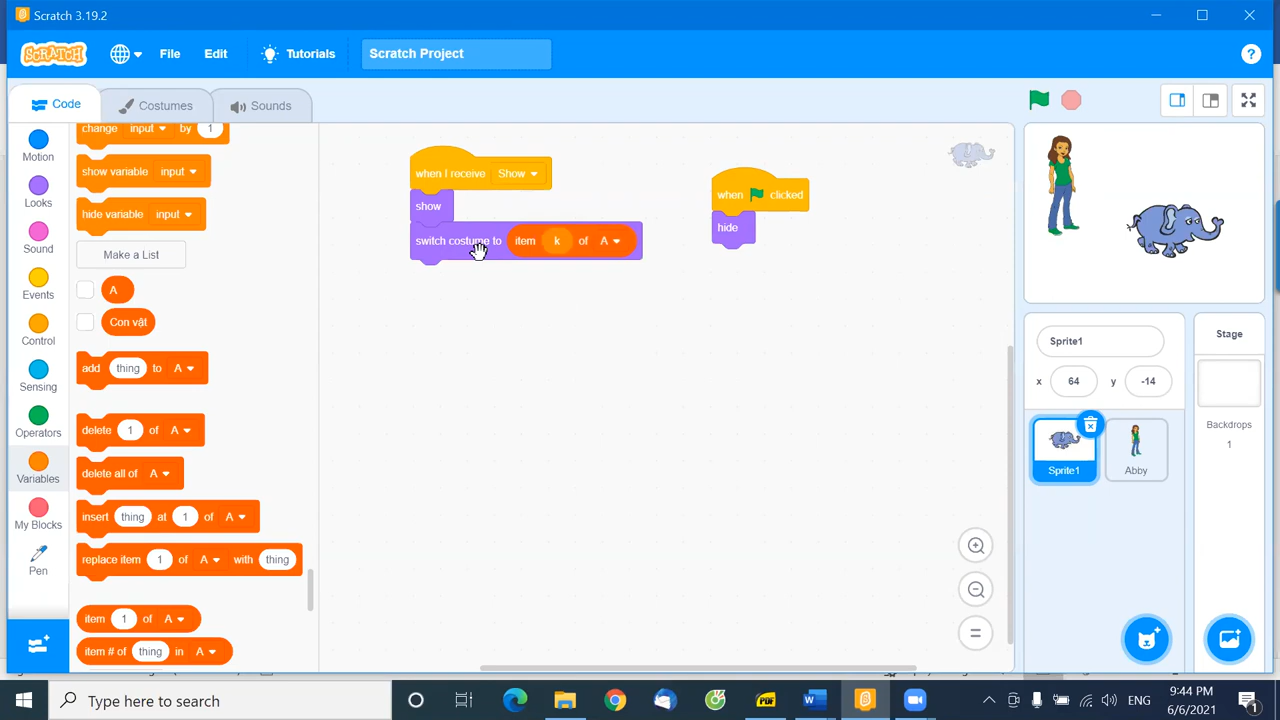 Scratch 3.19.2
SCRATCH
File
Edit
Tutorials
Scratch Project
?
Code
Costumes
Sounds
Motion
Looks
Sound
Events
Control
Sensing
Operators
Variables
My Blocks
Pen
change input by 1
show variable input
hide variable input
Make a List
A
Con vật
add thing to A
delete 1 of A
delete all of A
insert thing at 1 of A
replace item 1 of A with thing
item 1 of A
item # of thing in A
when I receive Show
show
switch costume to item k of A
when clicked
hide
Sprite1
x 64 y -14
Sprite1
Abby
Stage
Backdrops
1
Type here to search
PDF
W
ENG
9:44 PM
6/6/2021
1